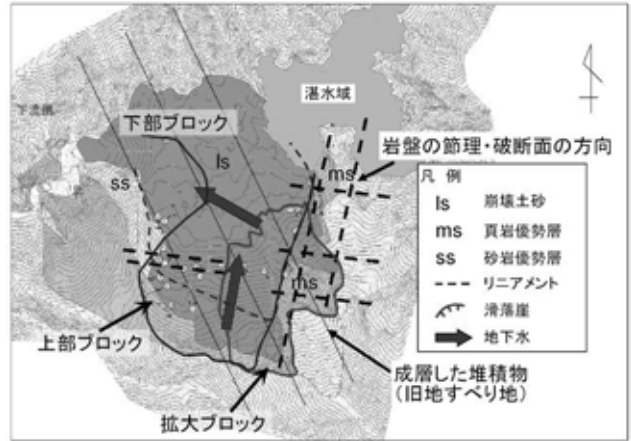 湛水域
下流側
下部ブロック
岩盤の節理・破断面の方向
ls
ms
ss
凡 例
ls 崩壊土砂
ms 頁岩優勢層
ss 砂岩優勢層
リニアメント
滑落崖
地下水
ms
上部ブロック
成層した堆積物
(旧地すべり地)
拡大ブロック